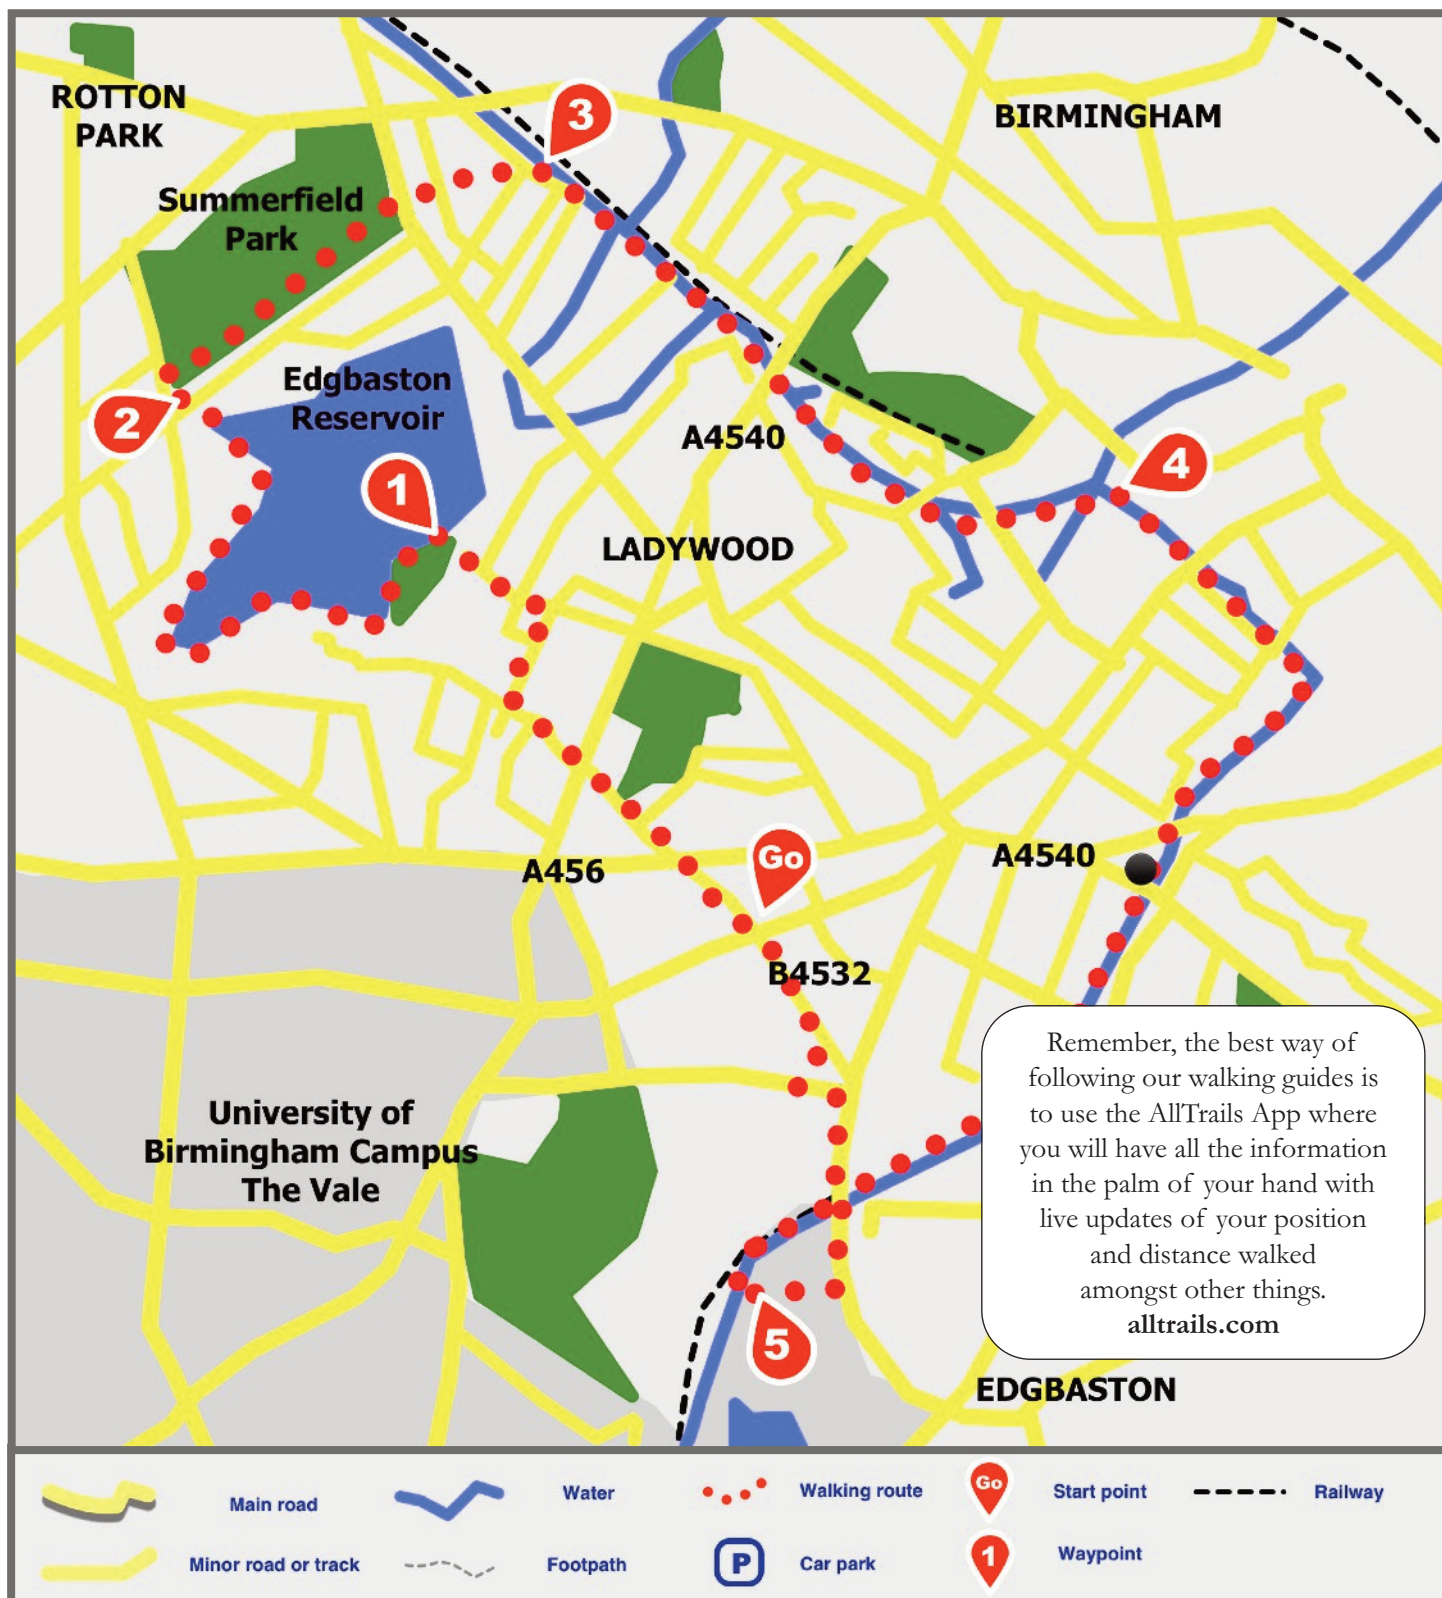 ROTTON
PARK
3
BIRMINGHAM
Summerfield
Park
Edgbaston
Reservoir
2
A4540
1
4
LADYWOOD
Go
A456
A4540
B4532
University of
Birmingham Campus
The Vale
Remember, the best way of
following our walking guides is
to use the AllTrails App where
you will have all the information
in the palm of your hand with
live updates of your position
and distance walked
amongst other things.
alltrails.com
5
EDGBASTON
Main road
Water
Walking route
Go
Start point
Railway
Minor road or track
Footpath
P
Car park
1
Waypoint